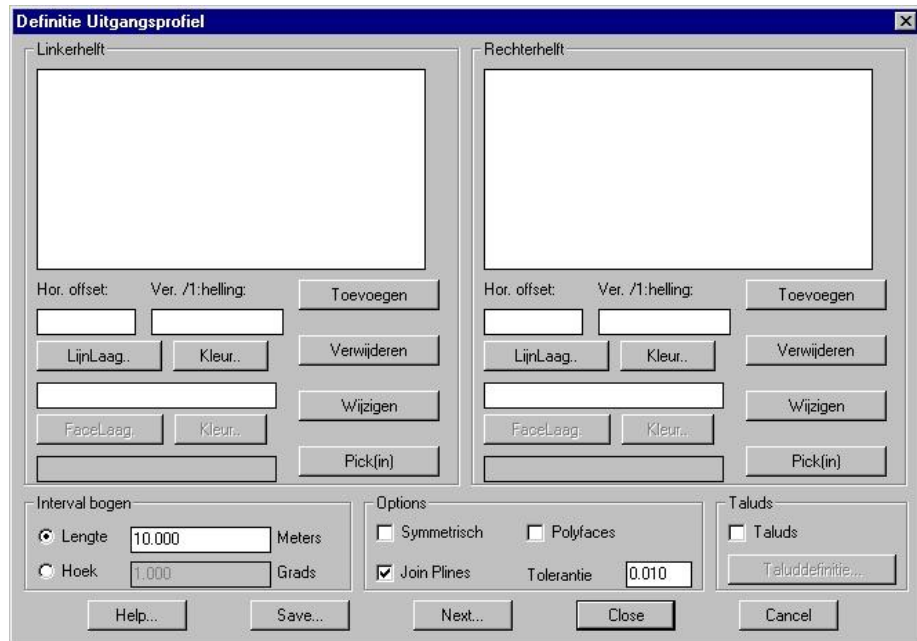 Definitie Uitgangsprofiel
Linkerhelft
Hor. offset: Ver. /1:helling: Toevoegen
LijnLaag.. Kleur.. Verwijderen
Wijzigen
FaceLaag. Kleur..
Pick(in)
Rechterhelft
Hor. offset: Ver. /1:helling: Toevoegen
LijnLaag.. Kleur.. Verwijderen
Wijzigen
FaceLaag. Kleur..
Pick(in)
Interval bogen
Lengte 10.000 Meters
Hoek 1.000 Grads
Options
Symmetrisch Polyfaces
Join Plines Tolerantie 0.010
Taluds
Taluds
Taluddefinitie...
Help... Save... Next... Close Cancel